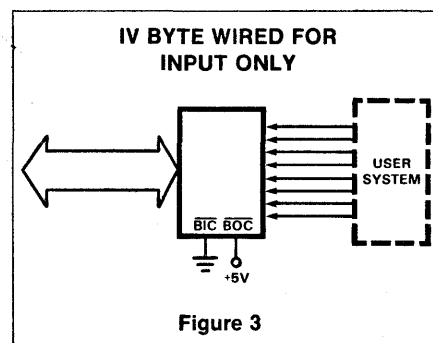 IV BYTE WIRED FOR
INPUT ONLY
USER
SYSTEM
BIC BOC
+5V
Figure 3